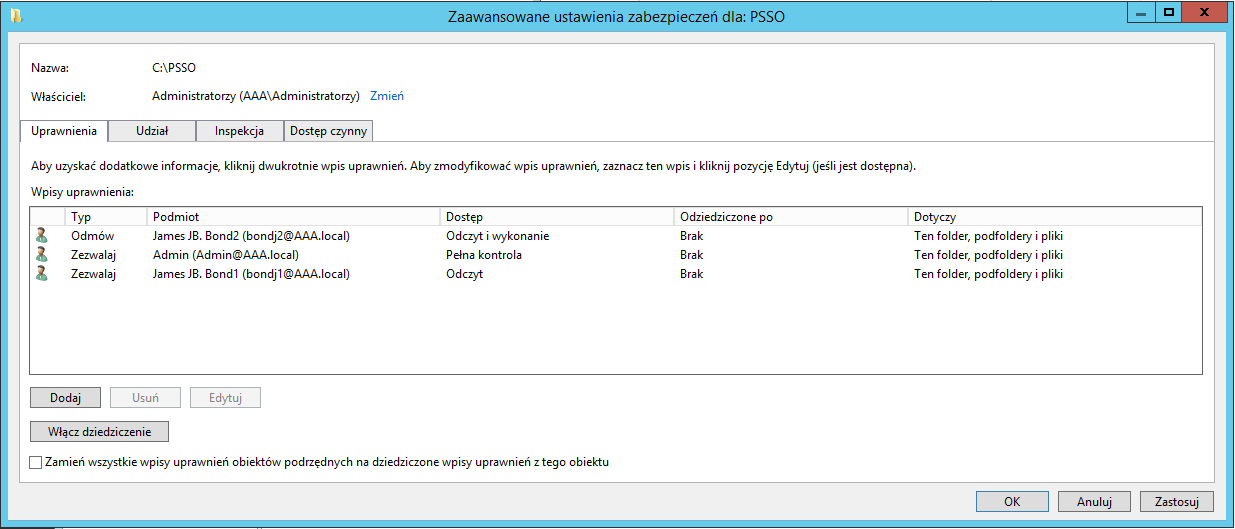 Zaawansowane ustawienia zabezpieczeń dla: PSSO
Nazwa: C:\PSSO
Właściciel: Administratorzy (AAA\Administratorzy) Zmień
Uprawnienia Udział Inspekcja Dostęp czynny
Aby uzyskać dodatkowe informacje, kliknij dwukrotnie wpis uprawnień. Aby zmodyfikować wpis uprawnień, zaznacz ten wpis i kliknij pozycję Edytuj (jeśli jest dostępna).
Wpisy uprawnienia:
Typ Podmiot Dostęp Odziedziczone po Dotyczy
Odmów James JB. Bond2 (bondj2@AAA.local) Odczyt i wykonanie Brak Ten folder, podfoldery i pliki
Zezwalaj Admin (Admin@AAA.local) Pełna kontrola Brak Ten folder, podfoldery i pliki
Zezwalaj James JB. Bond1 (bondj1@AAA.local) Odczyt Brak Ten folder, podfoldery i pliki
Dodaj Usuń Edytuj
Włącz dziedziczenie
Zamień wszystkie wpisy uprawnień obiektów podrzędnych na dziedziczone wpisy uprawnień z tego obiektu
OK Anuluj Zastosuj